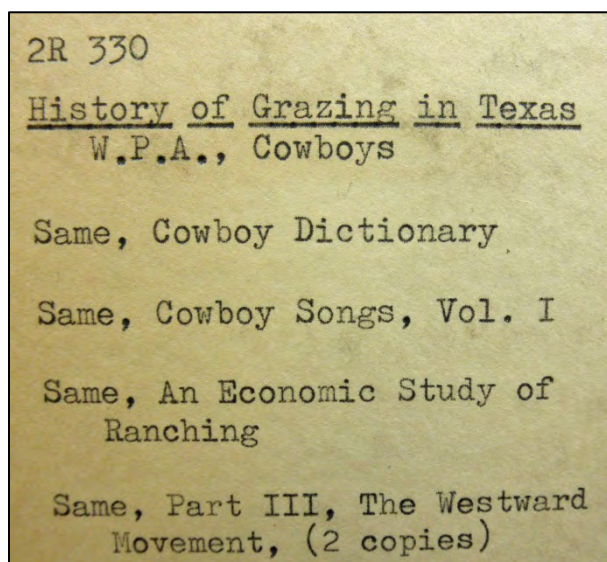 2R 330
History of Grazing in Texas
W.P.A., Cowboys
Same, Cowboy Dictionary
Same, Cowboy Songs, Vol. I
Same, An Economic Study of
Ranching
Same, Part III, The Westward
Movement, (2 copies)